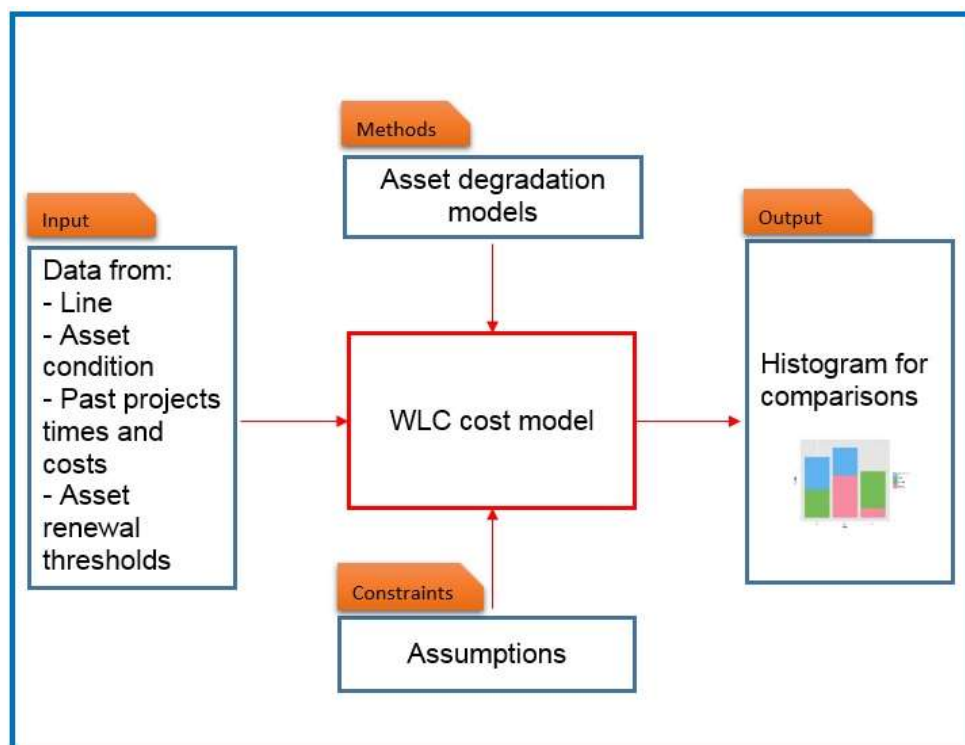 Methods
Asset degradation
models
Input
Data from:
- Line
- Asset
condition
- Past projects
times and
costs
- Asset
renewal
thresholds
WLC cost model
Output
Histogram for
comparisons
Constraints
Assumptions